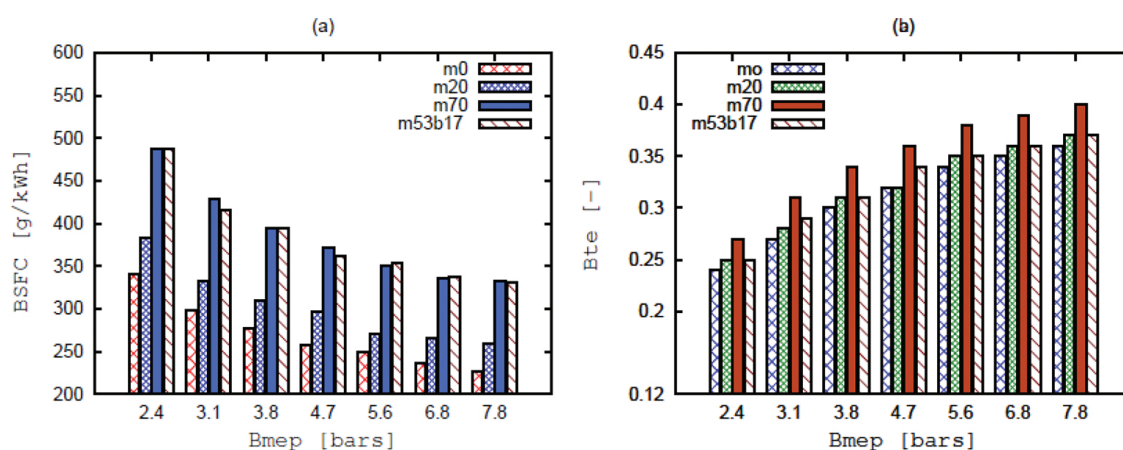 (a)
600
550
500
450
400
350
300
250
200
BSFC [g/kWh]
m0
m20
m70
m53b17
2.4 3.1 3.8 4.7 5.6 6.8 7.8
Bmep [bars]
0.45
0.4
0.35
0.3
0.25
0.2
0.12
Bte [-]
mo
m20
m70
m53b17
2.4 3.1 3.8 4.7 5.6 6.8 7.8
Bmep [bars]